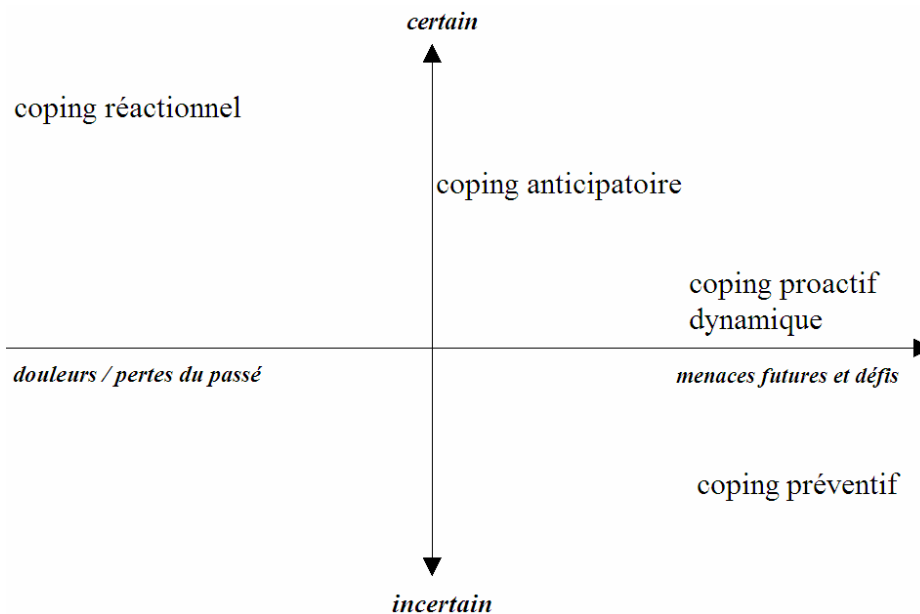 certain
coping réactionnel
coping anticipatoire
coping proactif
dynamique
douleurs / pertes du passé
menaces futures et défis
coping préventif
incertain